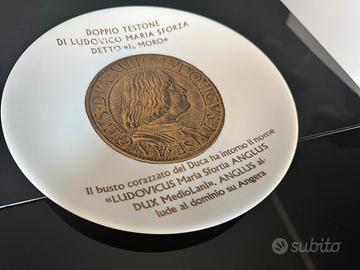 DOPPIO TESTONE
DI LUDOVICO MARIA SFORZA
DETTO «IL MORO»
Il busto corazzato del Duca ha intorno il nome
«LUDOVICUS Maria Sfortia ANGLUS
DUX MedioLani». ANGLUS al-
lude al dominio su Angera
subito